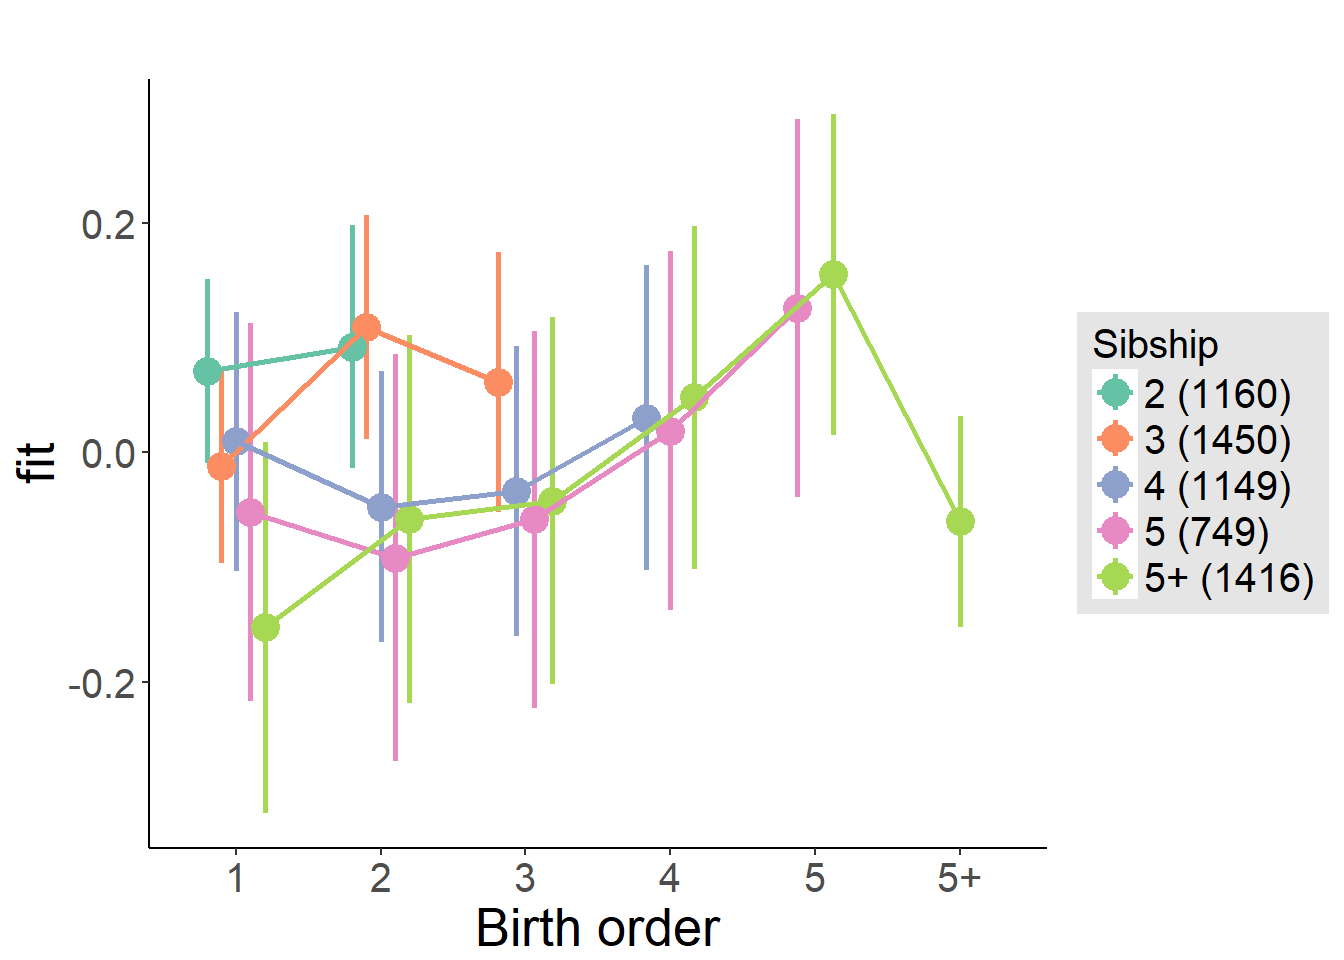 0.2
0.0
-0.2
fit
1 2 3 4 5 5+
Birth order
Sibship
2 (1160)
3 (1450)
4 (1149)
5 (749)
5+ (1416)